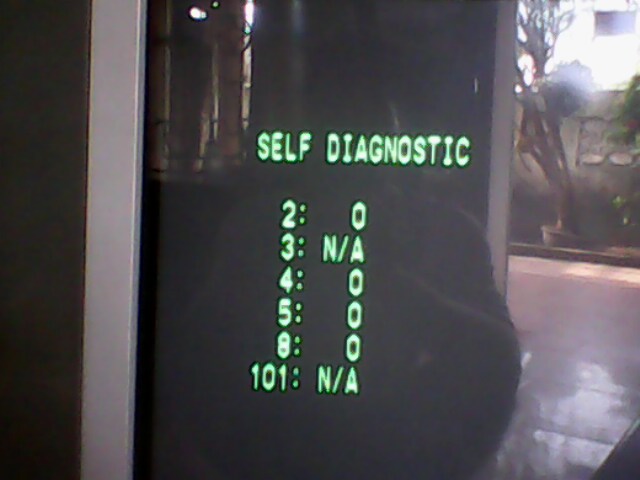 SELF DIAGNOSTIC
2: 0
3: N/A
4: 0
5: 0
8: 0
101: N/A